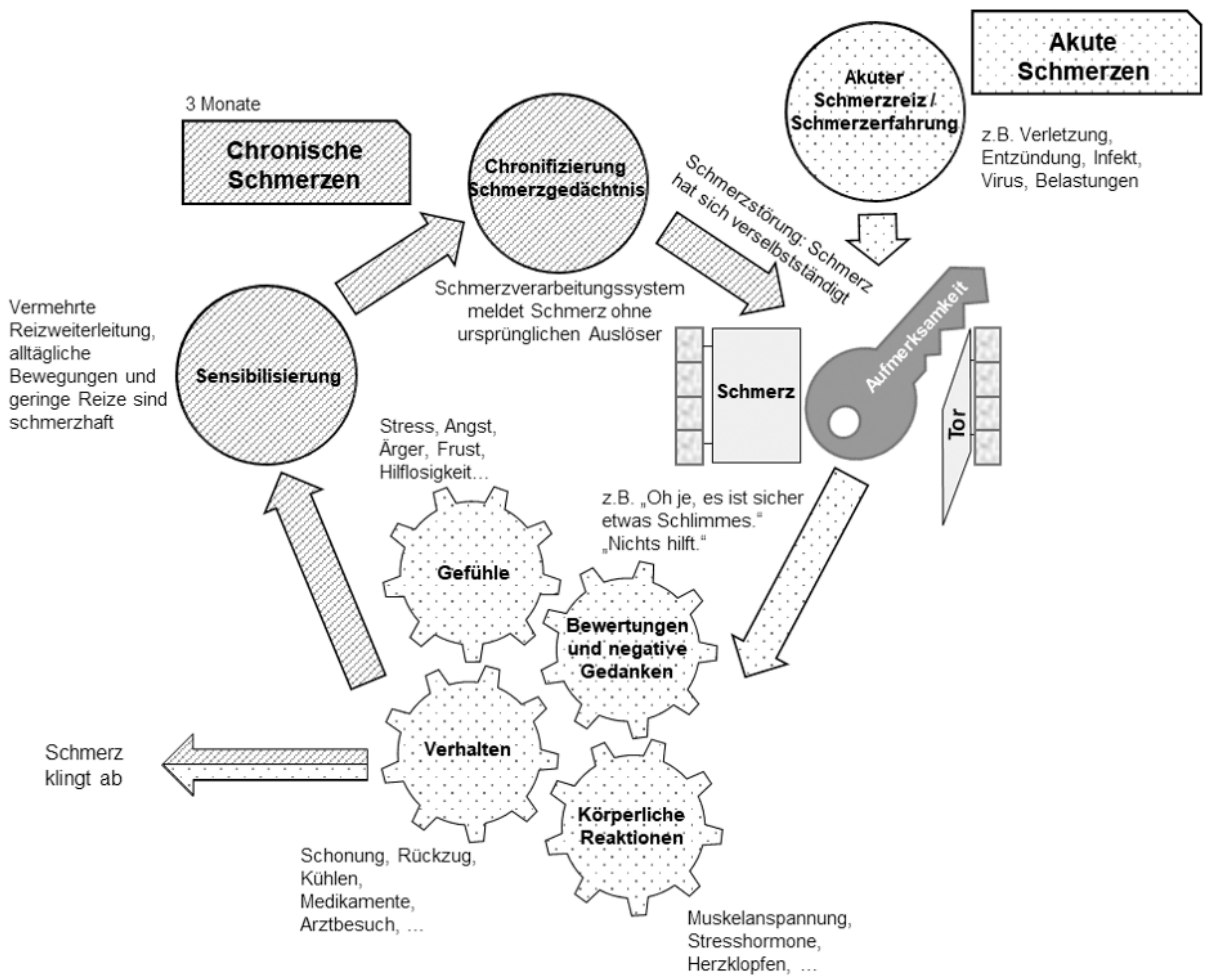 Akute
Schmerzen
Akuter
Schmerzreiz /
Schmerzerfahrung
z.B. Verletzung,
Entzündung, Infekt,
Virus, Belastungen
3 Monate
Chronische
Schmerzen
Chronifizierung
Schmerzgedächtnis
Schmerzstörung: Schmerz
hat sich verselbstständigt
Schmerzverarbeitungssystem
meldet Schmerz ohne
ursprünglichen Auslöser
Vermehrte
Reizweiterleitung,
alltägliche
Bewegungen und
geringe Reize sind
schmerzhaft
Sensibilisierung
Schmerz
Aufmerksamkeit
Tor
Stress, Angst,
Ärger, Frust,
Hilflosigkeit…
z.B. „Oh je, es ist sicher
etwas Schlimmes.“
„Nichts hilft.“
Gefühle
Bewertungen
und negative
Gedanken
Verhalten
Schmerz
klingt ab
Körperliche
Reaktionen
Schonung, Rückzug,
Kühlen,
Medikamente,
Arztbesuch, …
Muskelanspannung,
Stresshormone,
Herzklopfen, …